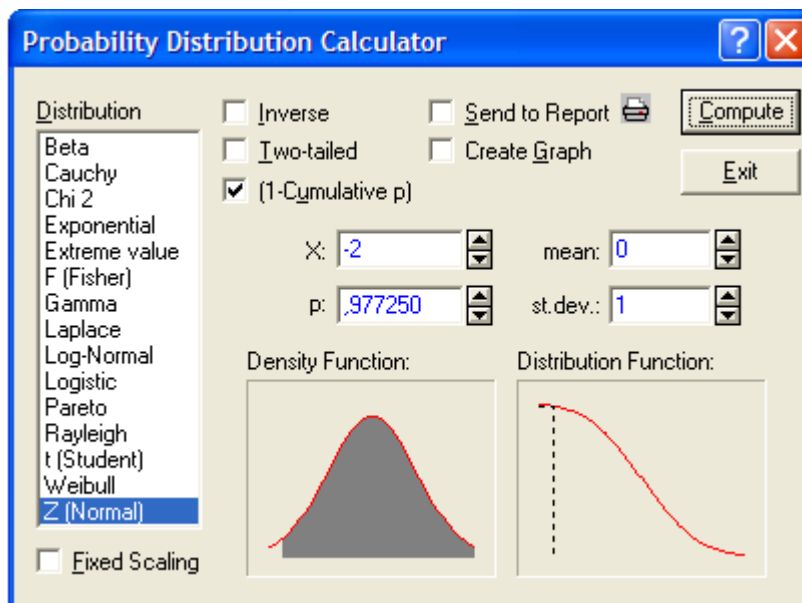 Probability Distribution Calculator
Distribution
Beta
Cauchy
Chi 2
Exponential
Extreme value
F (Fisher)
Gamma
Laplace
Log-Normal
Logistic
Pareto
Rayleigh
t (Student)
Weibull
Z (Normal)
Fixed Scaling
Inverse
Two-tailed
(1-Cumulative p)
Send to Report
Create Graph
Compute
Exit
X: -2
mean: 0
p: ,977250
st.dev.: 1
Density Function:
Distribution Function: